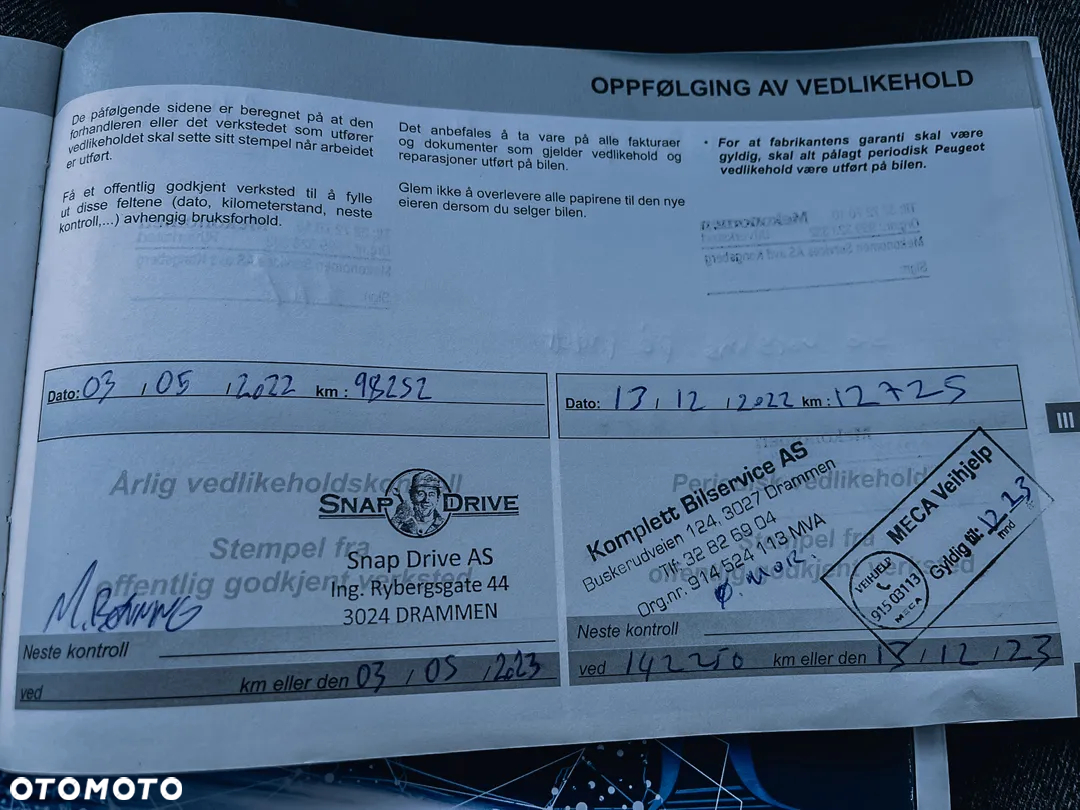 OPPFØLGING AV VEDLIKEHOLD
De påfølgende sidene er beregnet på at den
forhandleren eller det verkstedet som utfører
vedlikeholdet skal sette sitt stempel når arbeidet
er utført.
Få et offentlig godkjent verksted til å fylle
ut disse feltene (dato, kilometerstand, neste
kontroll,...) avhengig bruksforhold.
Det anbefales å ta vare på alle fakturaer
og dokumenter som gjelder vedlikehold og
reparasjoner utført på bilen.
Glem ikke å overlevere alle papirene til den nye
eieren dersom du selger bilen.
• For at fabrikantens garanti skal være
gyldig, skal alt pålagt periodisk Peugeot
vedlikehold være utført på bilen.
Dato: 03 / 05 / 2022 km : 98252
Årlig vedlikeholdskontroll
SNAP DRIVE
Stempel fra
offentlig godkjent verksted
Snap Drive AS
Ing. Rybergsgate 44
3024 DRAMMEN
Neste kontroll
ved km eller den 03 / 05 / 2023
Dato: 13 / 12 / 2022 km : 12725
Komplett Bilservice AS
Buskerudveien 124, 3027 Drammen
Tlf: 32 82 69 04
Org.nr. 914 524 113 MVA
Stempel fra
offentlig godkjent verksted
MECA Veihjelp
Gyldig til: 12 23
mnd
VEIHJELP
915 03113
MECA
Neste kontroll
ved 142250 km eller den 13 / 12 / 23
III
OTOMOTO